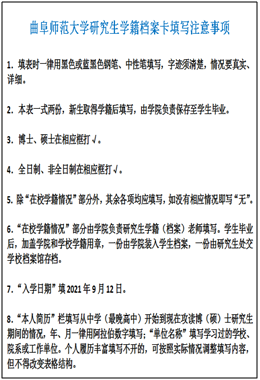 曲阜师范大学研究生学籍档案卡填写注意事项
1. 填表时一律用黑色或蓝黑色钢笔、中性笔填写，字迹须清楚，情况要真实、
详细。
2. 本表一式两份，新生取得学籍后填写，由学院负责保存至学生毕业。
3. 博士、硕士在相应框打√。
4. 全日制、非全日制在相应框打√。
5. 除“在校学籍情况”部分外，其余各项均应填写，如没有相应情况即写“无”。
6. “在校学籍情况”部分由学院负责研究生学籍（档案）老师填写。学生毕业
后，加盖学院和学校学籍用章，一份由学院装入学生档案，一份由研究生处交
学校档案馆存档。
7. “入学日期”填 2021 年 9 月 12 日。
8. “本人简历”栏填写从中学（最晚高中）开始到现在攻读博（硕）士研究生
期间的情况，年、月一律用阿拉伯数字填写；“单位名称”填写学习过的学校、
院系或工作单位。个人履历丰富填写不开的，可按照实际情况调整填写内容，
但不得改变表格结构。